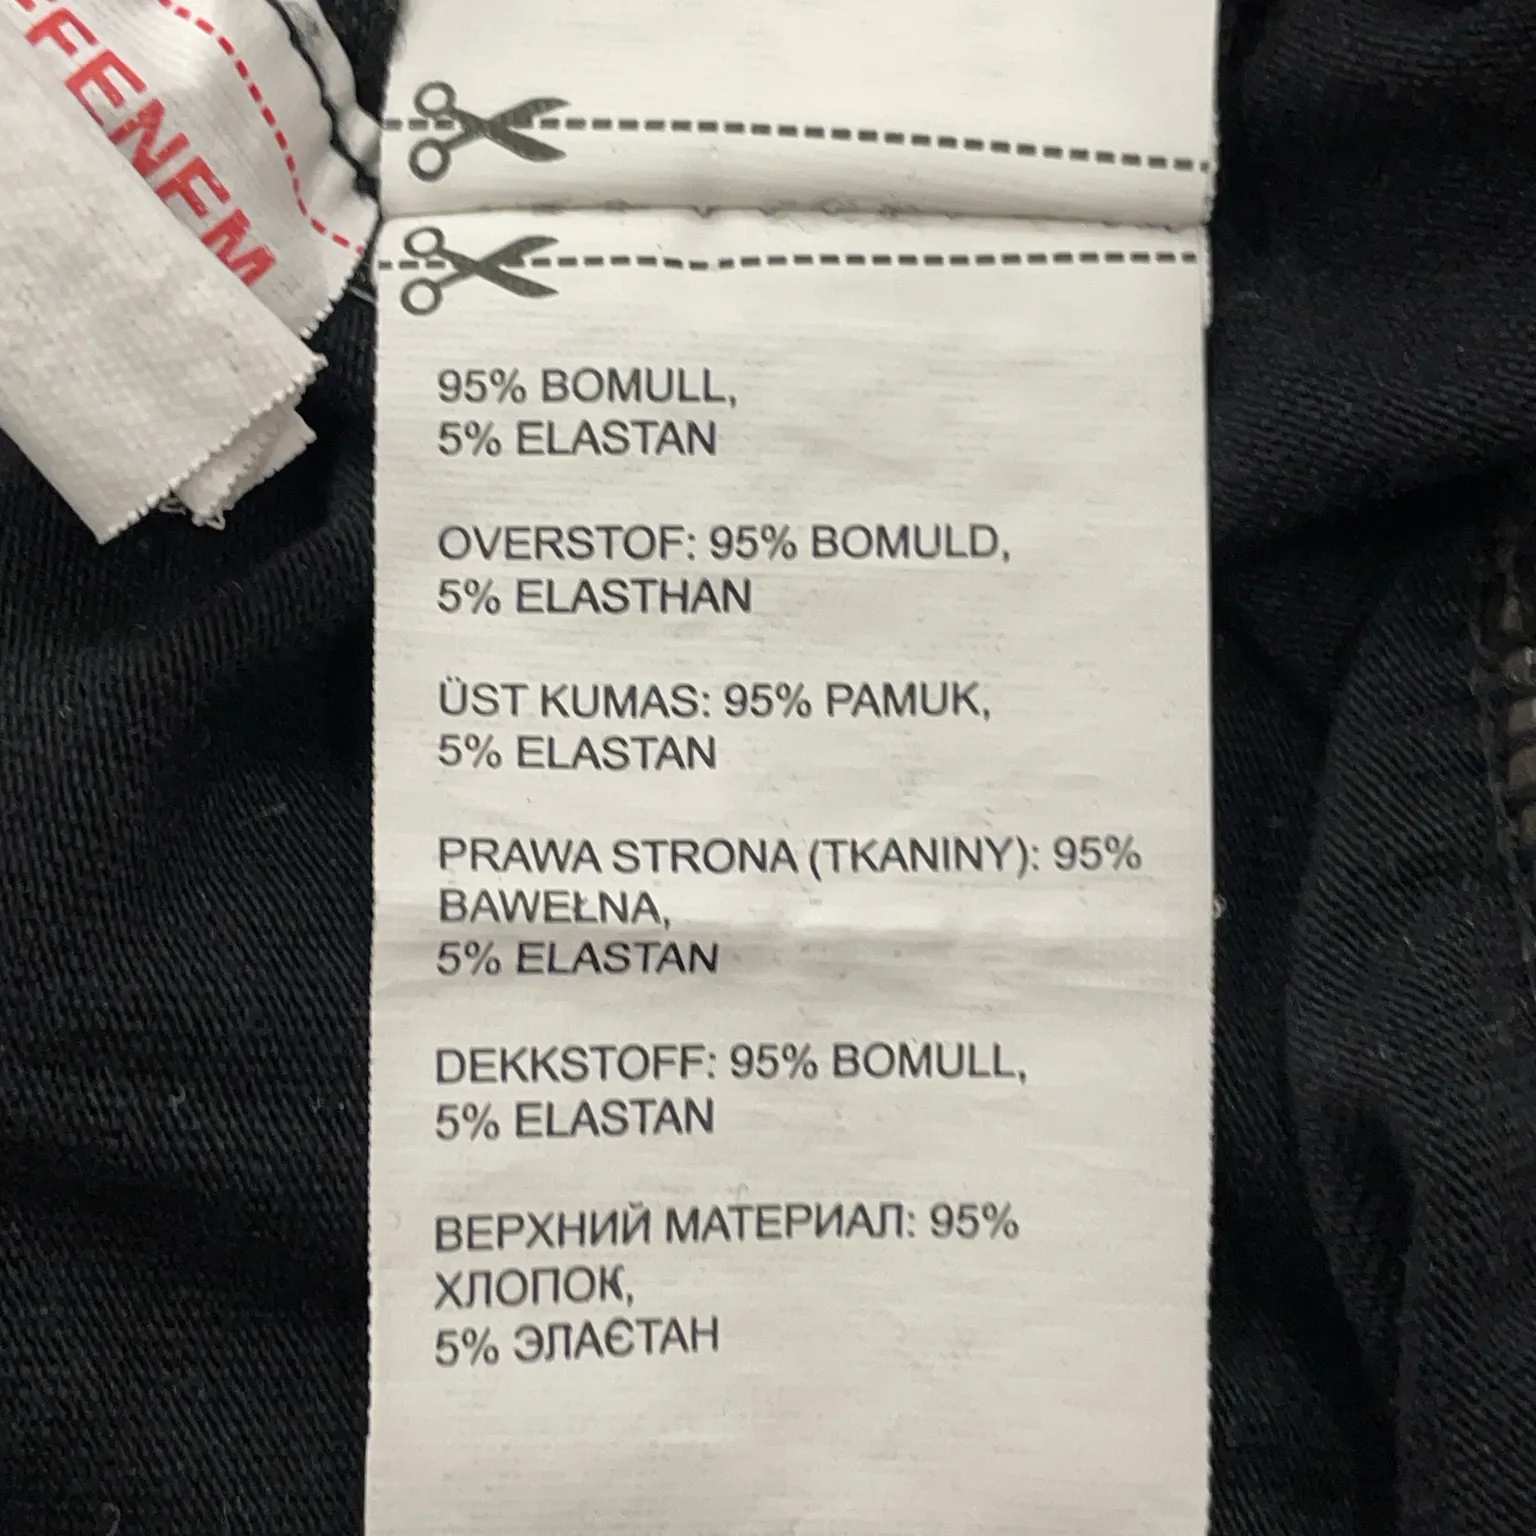 95% BOMULL,
5% ELASTAN
OVERSTOF: 95% BOMULD,
5% ELASTHAN
ÜST KUMAS: 95% PAMUK,
5% ELASTAN
PRAWA STRONA (TKANINY): 95%
BAWEŁNA,
5% ELASTAN
DEKKSTOFF: 95% BOMULL,
5% ELASTAN
ВЕРХНИЙ МАТЕРИАЛ: 95%
ХЛОПОК,
5% ЭЛАЄТАН